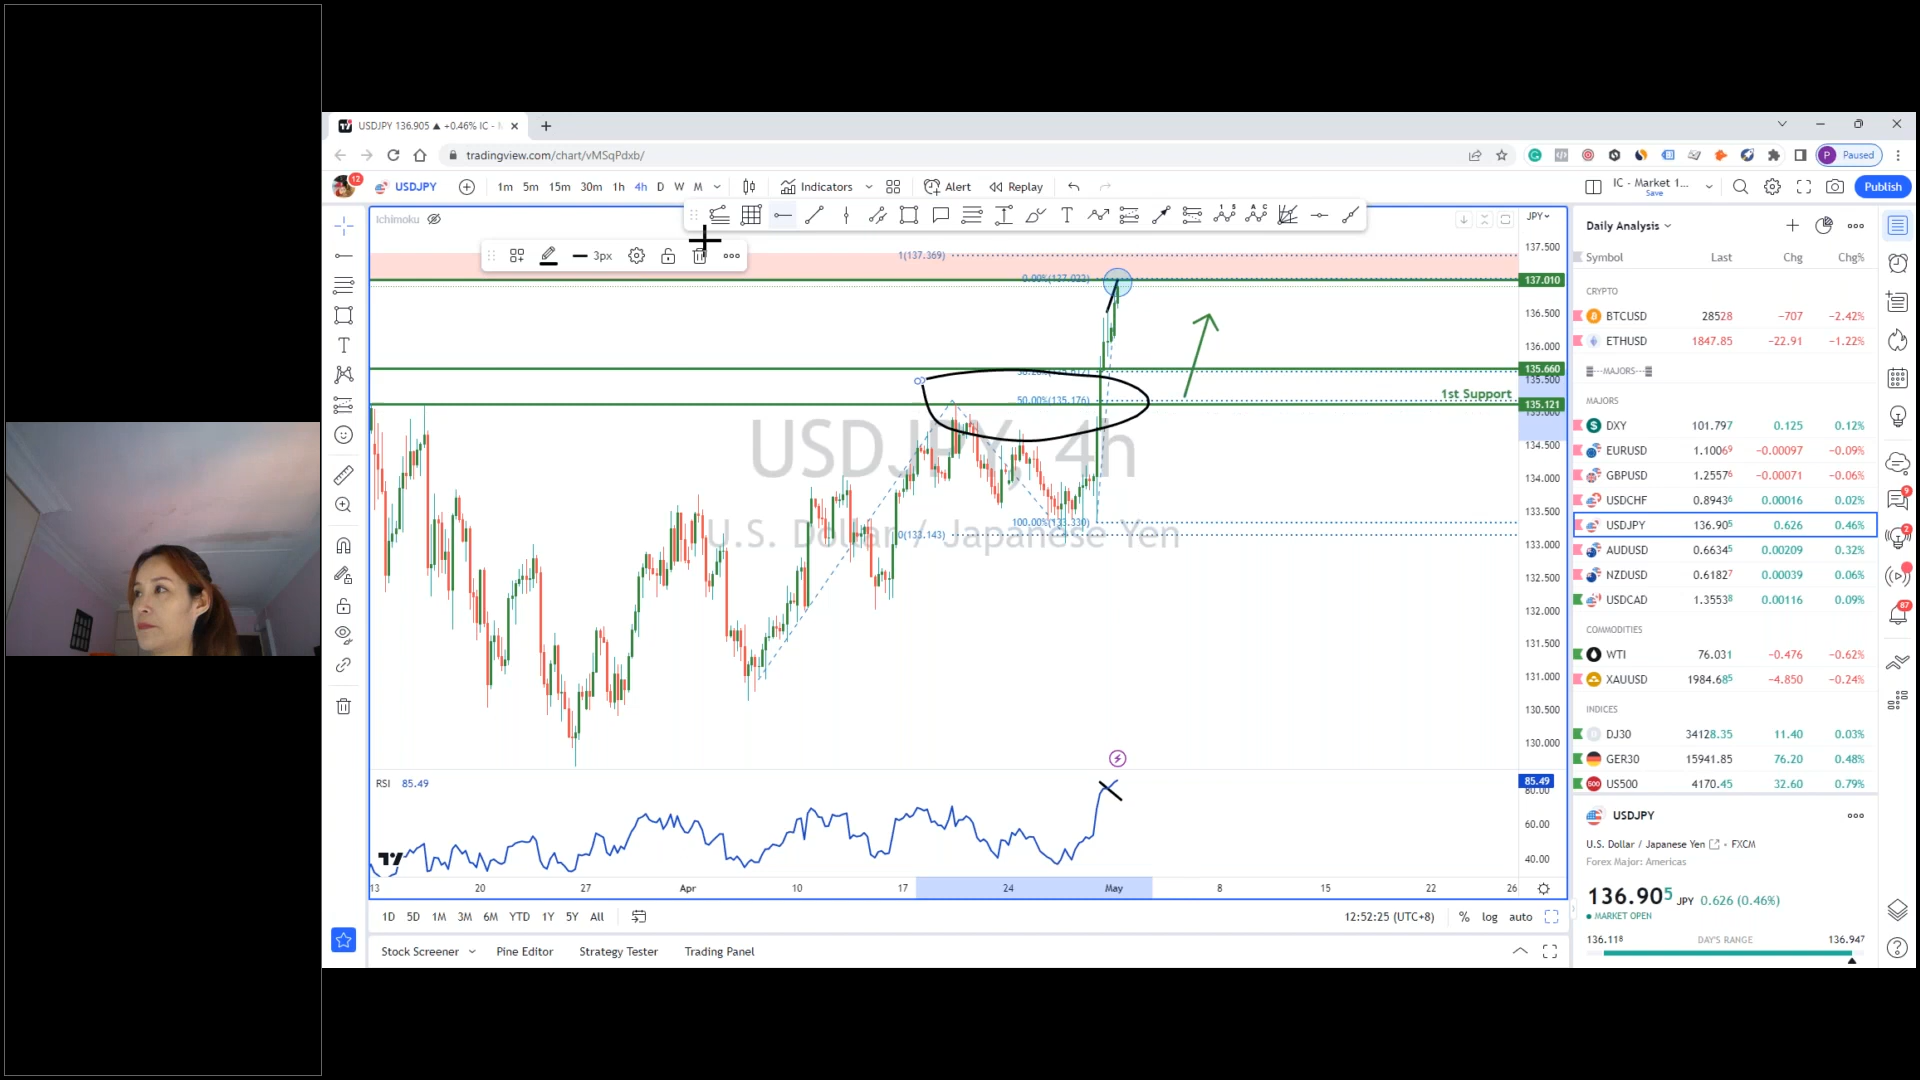 USDJPY 136.905 ▲ +0.46% IC -
tradingview.com/chart/vMSqPdxb/
Paused
12
USDJPY
1m 5m 15m 30m 1h 4h D W M
Indicators
Alert
Replay
IC - Market 1...
Save
Publish
Ichimoku
3px
JPY
Daily Analysis
Symbol Last Chg Chg%
CRYPTO
BTCUSD 28528 −707 −2.42%
ETHUSD 1847.85 −22.91 −1.22%
MAJORS
MAJORS
DXY 101.797 0.125 0.12%
EURUSD 1.10069 −0.00097 −0.09%
GBPUSD 1.25576 −0.00071 −0.06%
USDCHF 0.89436 0.00016 0.02%
USDJPY 136.905 0.626 0.46%
AUDUSD 0.66345 0.00209 0.32%
NZDUSD 0.61827 0.00039 0.06%
USDCAD 1.35538 0.00116 0.09%
COMMODITIES
WTI 76.031 −0.476 −0.62%
XAUUSD 1984.685 −4.850 −0.24%
INDICES
DJ30 34128.35 11.40 0.03%
GER30 15941.85 76.20 0.48%
US500 4170.45 32.60 0.79%
USDJPY
U.S. Dollar / Japanese Yen • FXCM
Forex Major: Americas
136.905 JPY 0.626 (0.46%)
MARKET OPEN
136.118 DAY'S RANGE 136.947
1(137.369)
0.00%(137.022)
50.00%(135.176)
100.00%(133.330)
0(133.143)
1st Support
USDJPY, 4h
U.S. Dollar / Japanese Yen
137.500
137.010
136.500
136.000
135.660
135.500
135.121
135.000
134.500
134.000
133.500
133.000
132.500
132.000
131.500
131.000
130.500
130.000
RSI 85.49
85.49
80.00
60.00
40.00
13 20 27 Apr 10 17 24 May 8 15 22 26
1D 5D 1M 3M 6M YTD 1Y 5Y All
12:52:25 (UTC+8) % log auto
Stock Screener Pine Editor Strategy Tester Trading Panel
9
2
87